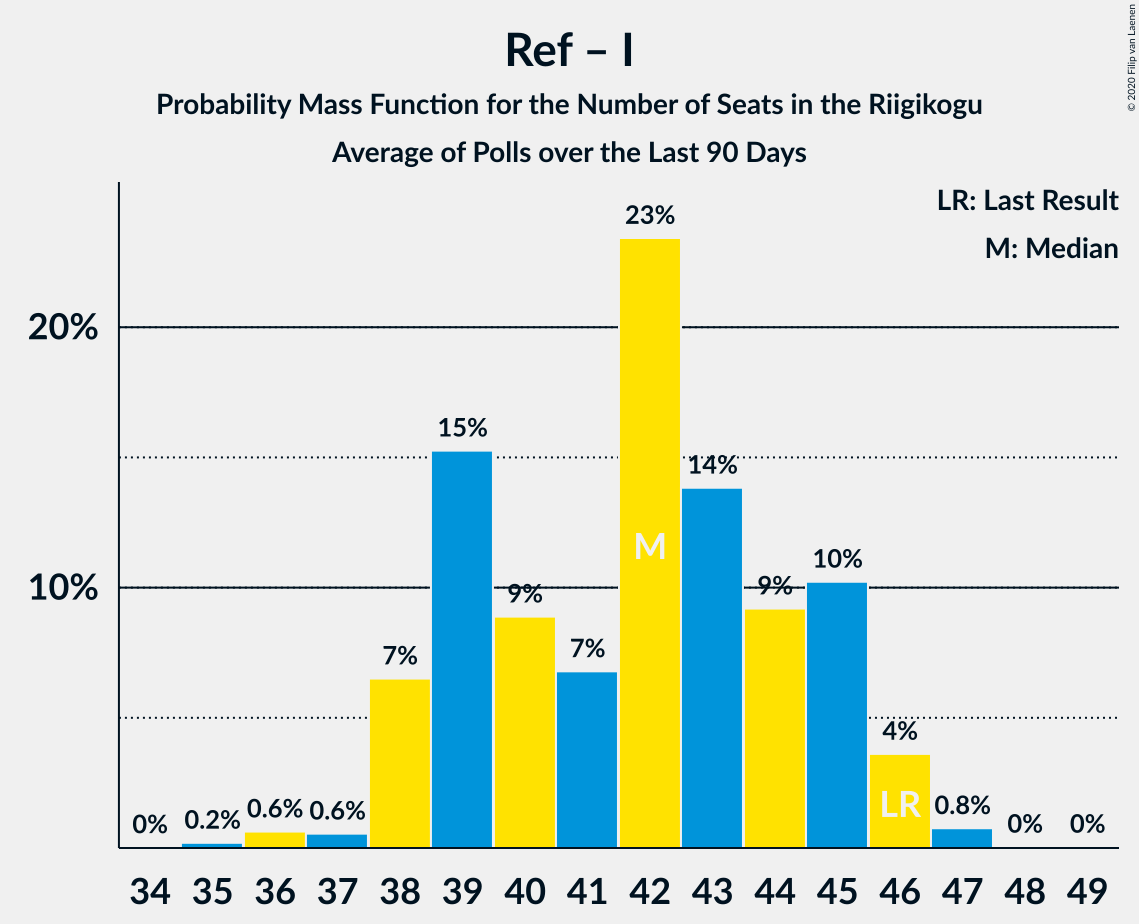 Ref – I
Probability Mass Function for the Number of Seats in the Riigikogu
Average of Polls over the Last 90 Days
© 2020 Filip van Laenen
LR: Last Result
M: Median
20%
10%
0%
0.2%
0.6%
0.6%
7%
15%
9%
7%
23%
14%
9%
10%
4%
0.8%
0%
0%
M
LR
34 35 36 37 38 39 40 41 42 43 44 45 46 47 48 49